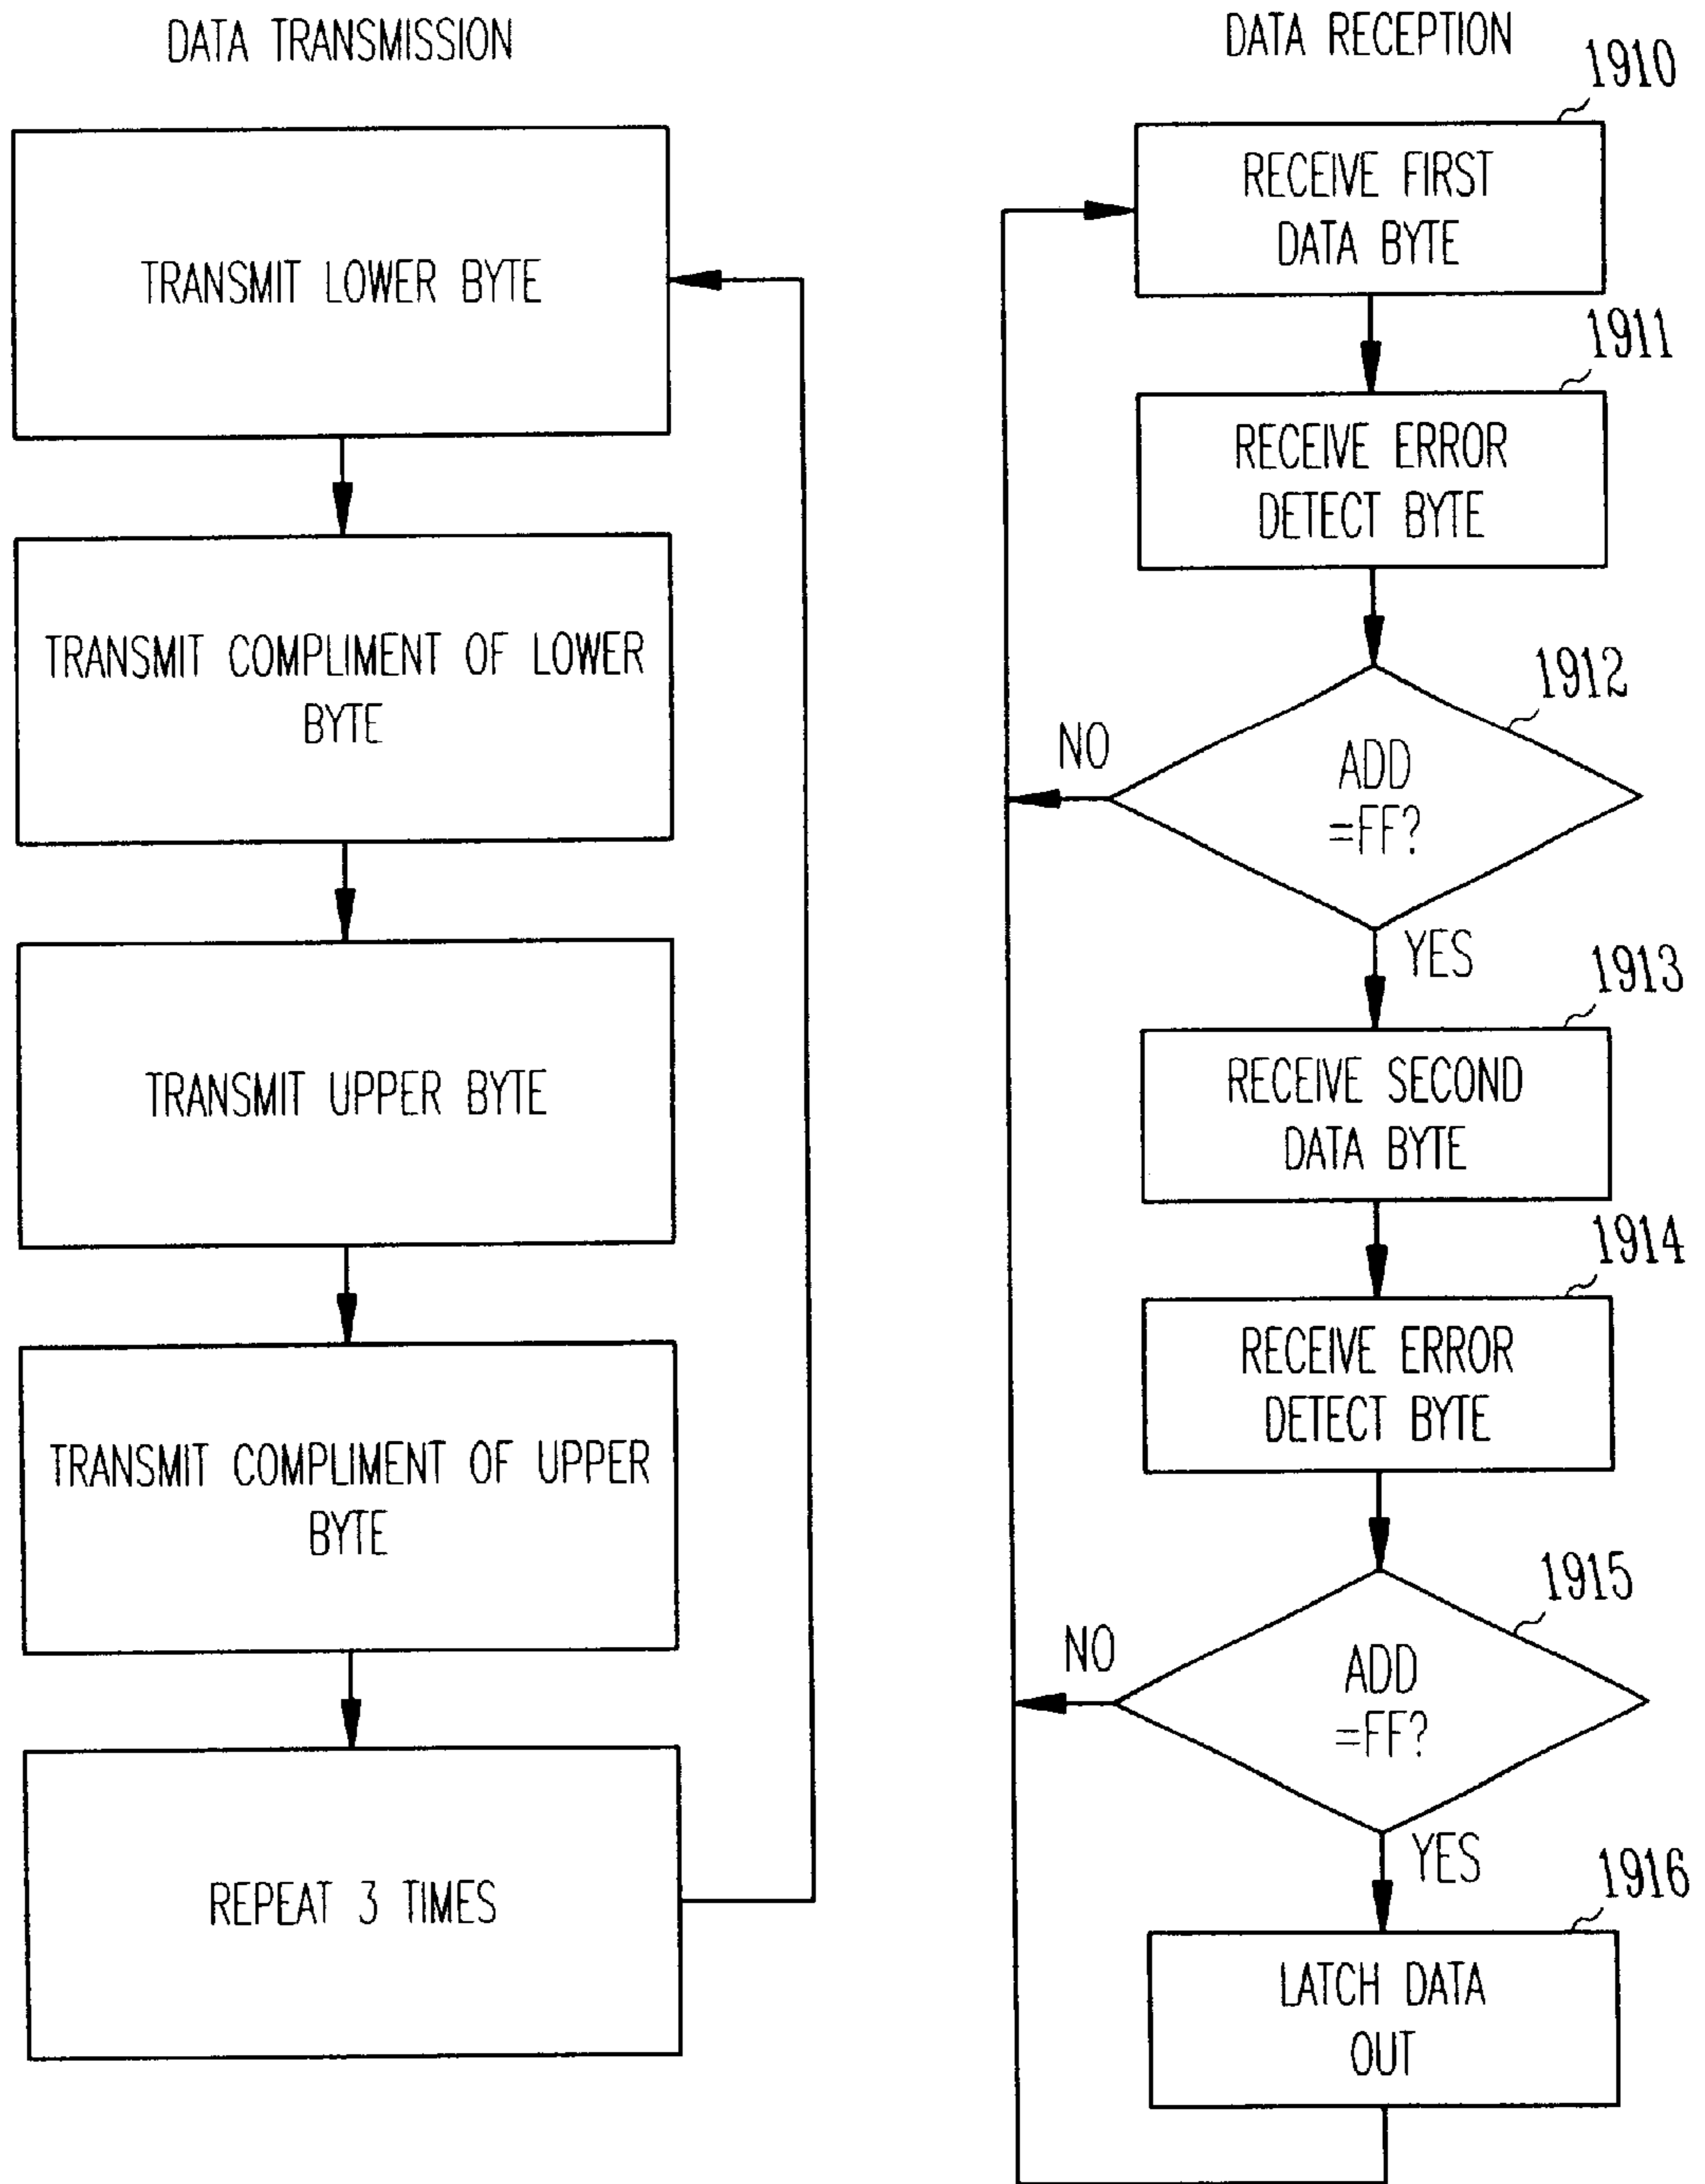 DATA TRANSMISSION
TRANSMIT LOWER BYTE
TRANSMIT COMPLIMENT OF LOWER
BYTE
TRANSMIT UPPER BYTE
TRANSMIT COMPLIMENT OF UPPER
BYTE
REPEAT 3 TIMES
DATA RECEPTION
1910
RECEIVE FIRST
DATA BYTE
1911
RECEIVE ERROR
DETECT BYTE
1912
NO
ADD
=FF?
YES
1913
RECEIVE SECOND
DATA BYTE
1914
RECEIVE ERROR
DETECT BYTE
1915
NO
ADD
=FF?
YES
1916
LATCH DATA
OUT